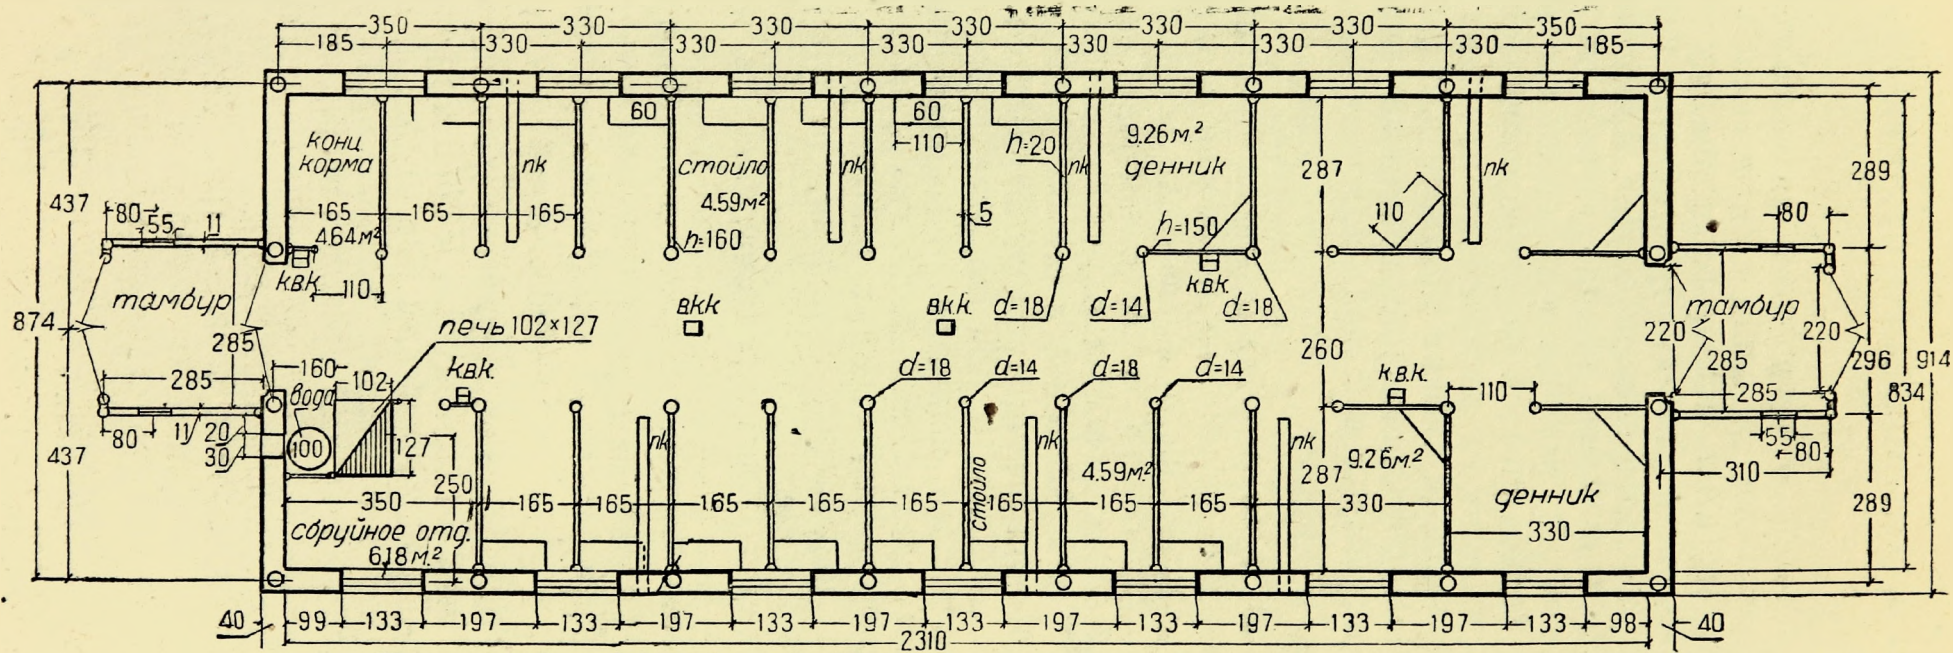 350 330 330 330 330 330 350
185 330 330 330 330 330 330 185
60 60
конц. корма
пк
стойло
4.59м²
110
пк
h=20
пк
9.26м²
денник
287
пк
289
437
80 55 11
165 165 165
4.64м²
h=160
5
h=150
110
80
квк
110
тамбур
874
285
вкк
в.к.к.
d=18 d=14 квк. d=18
220 тамбур 220
печь 102×127
160
285
102
вода
квк.
d=18 d=14 d=18 d=14
260
к.в.к.
110
285
285
296
914
834
80 11 20
30
100
127
437
пк
пк
пк
55
80
310
250
350
165 165 165 165 165 165 165 165
стойло
4.59м²
287
9.26м²
330
денник
330
289
сбруйное отд.
6.18м²
40 99 133 197 133 197 133 197 133 197 133 197 133 197 133 98 40
2310